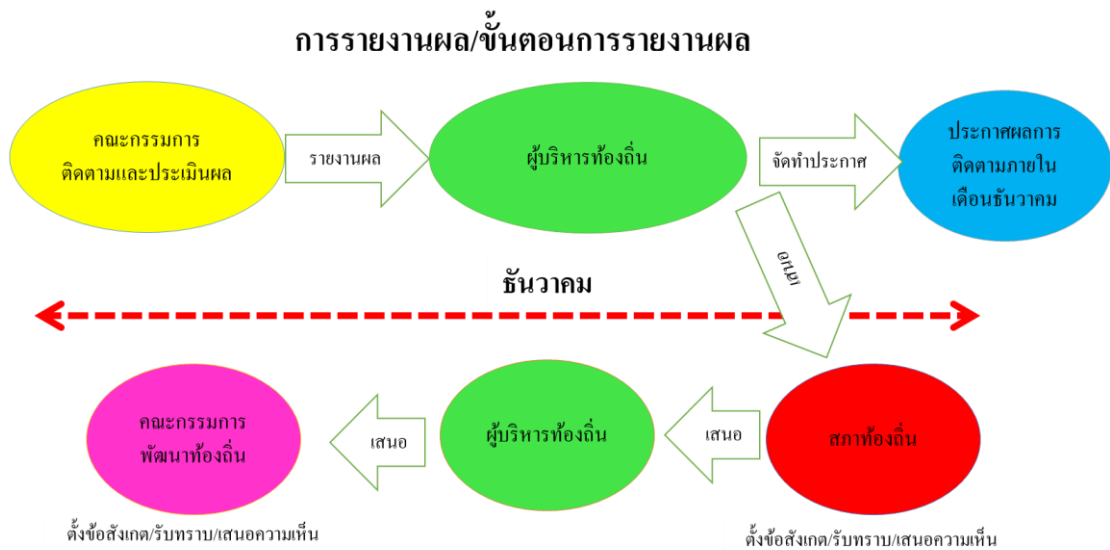 การรายงานผล/ขั้นตอนการรายงานผล
คณะกรรมการ
ติดตามและประเมินผล
รายงานผล
ผู้บริหารท้องถิ่น
จัดทำประกาศ
ประกาศผลการ
ติดตามภายใน
เดือนธันวาคม
เสนอ
ธันวาคม
คณะกรรมการ
พัฒนาท้องถิ่น
เสนอ
ผู้บริหารท้องถิ่น
เสนอ
สภาท้องถิ่น
ตั้งข้อสังเกต/รับทราบ/เสนอความเห็น
ตั้งข้อสังเกต/รับทราบ/เสนอความเห็น